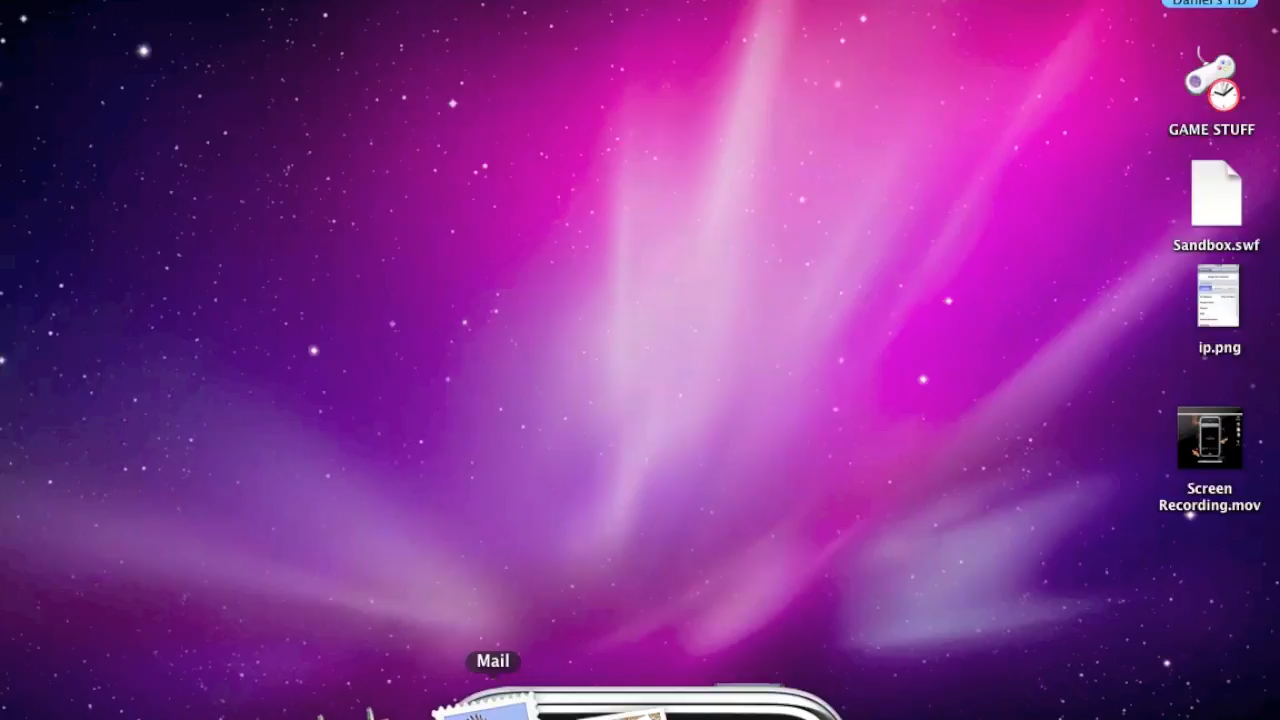 GAME STUFF
Sandbox.swf
ip.png
Screen
Recording.mov
Mail